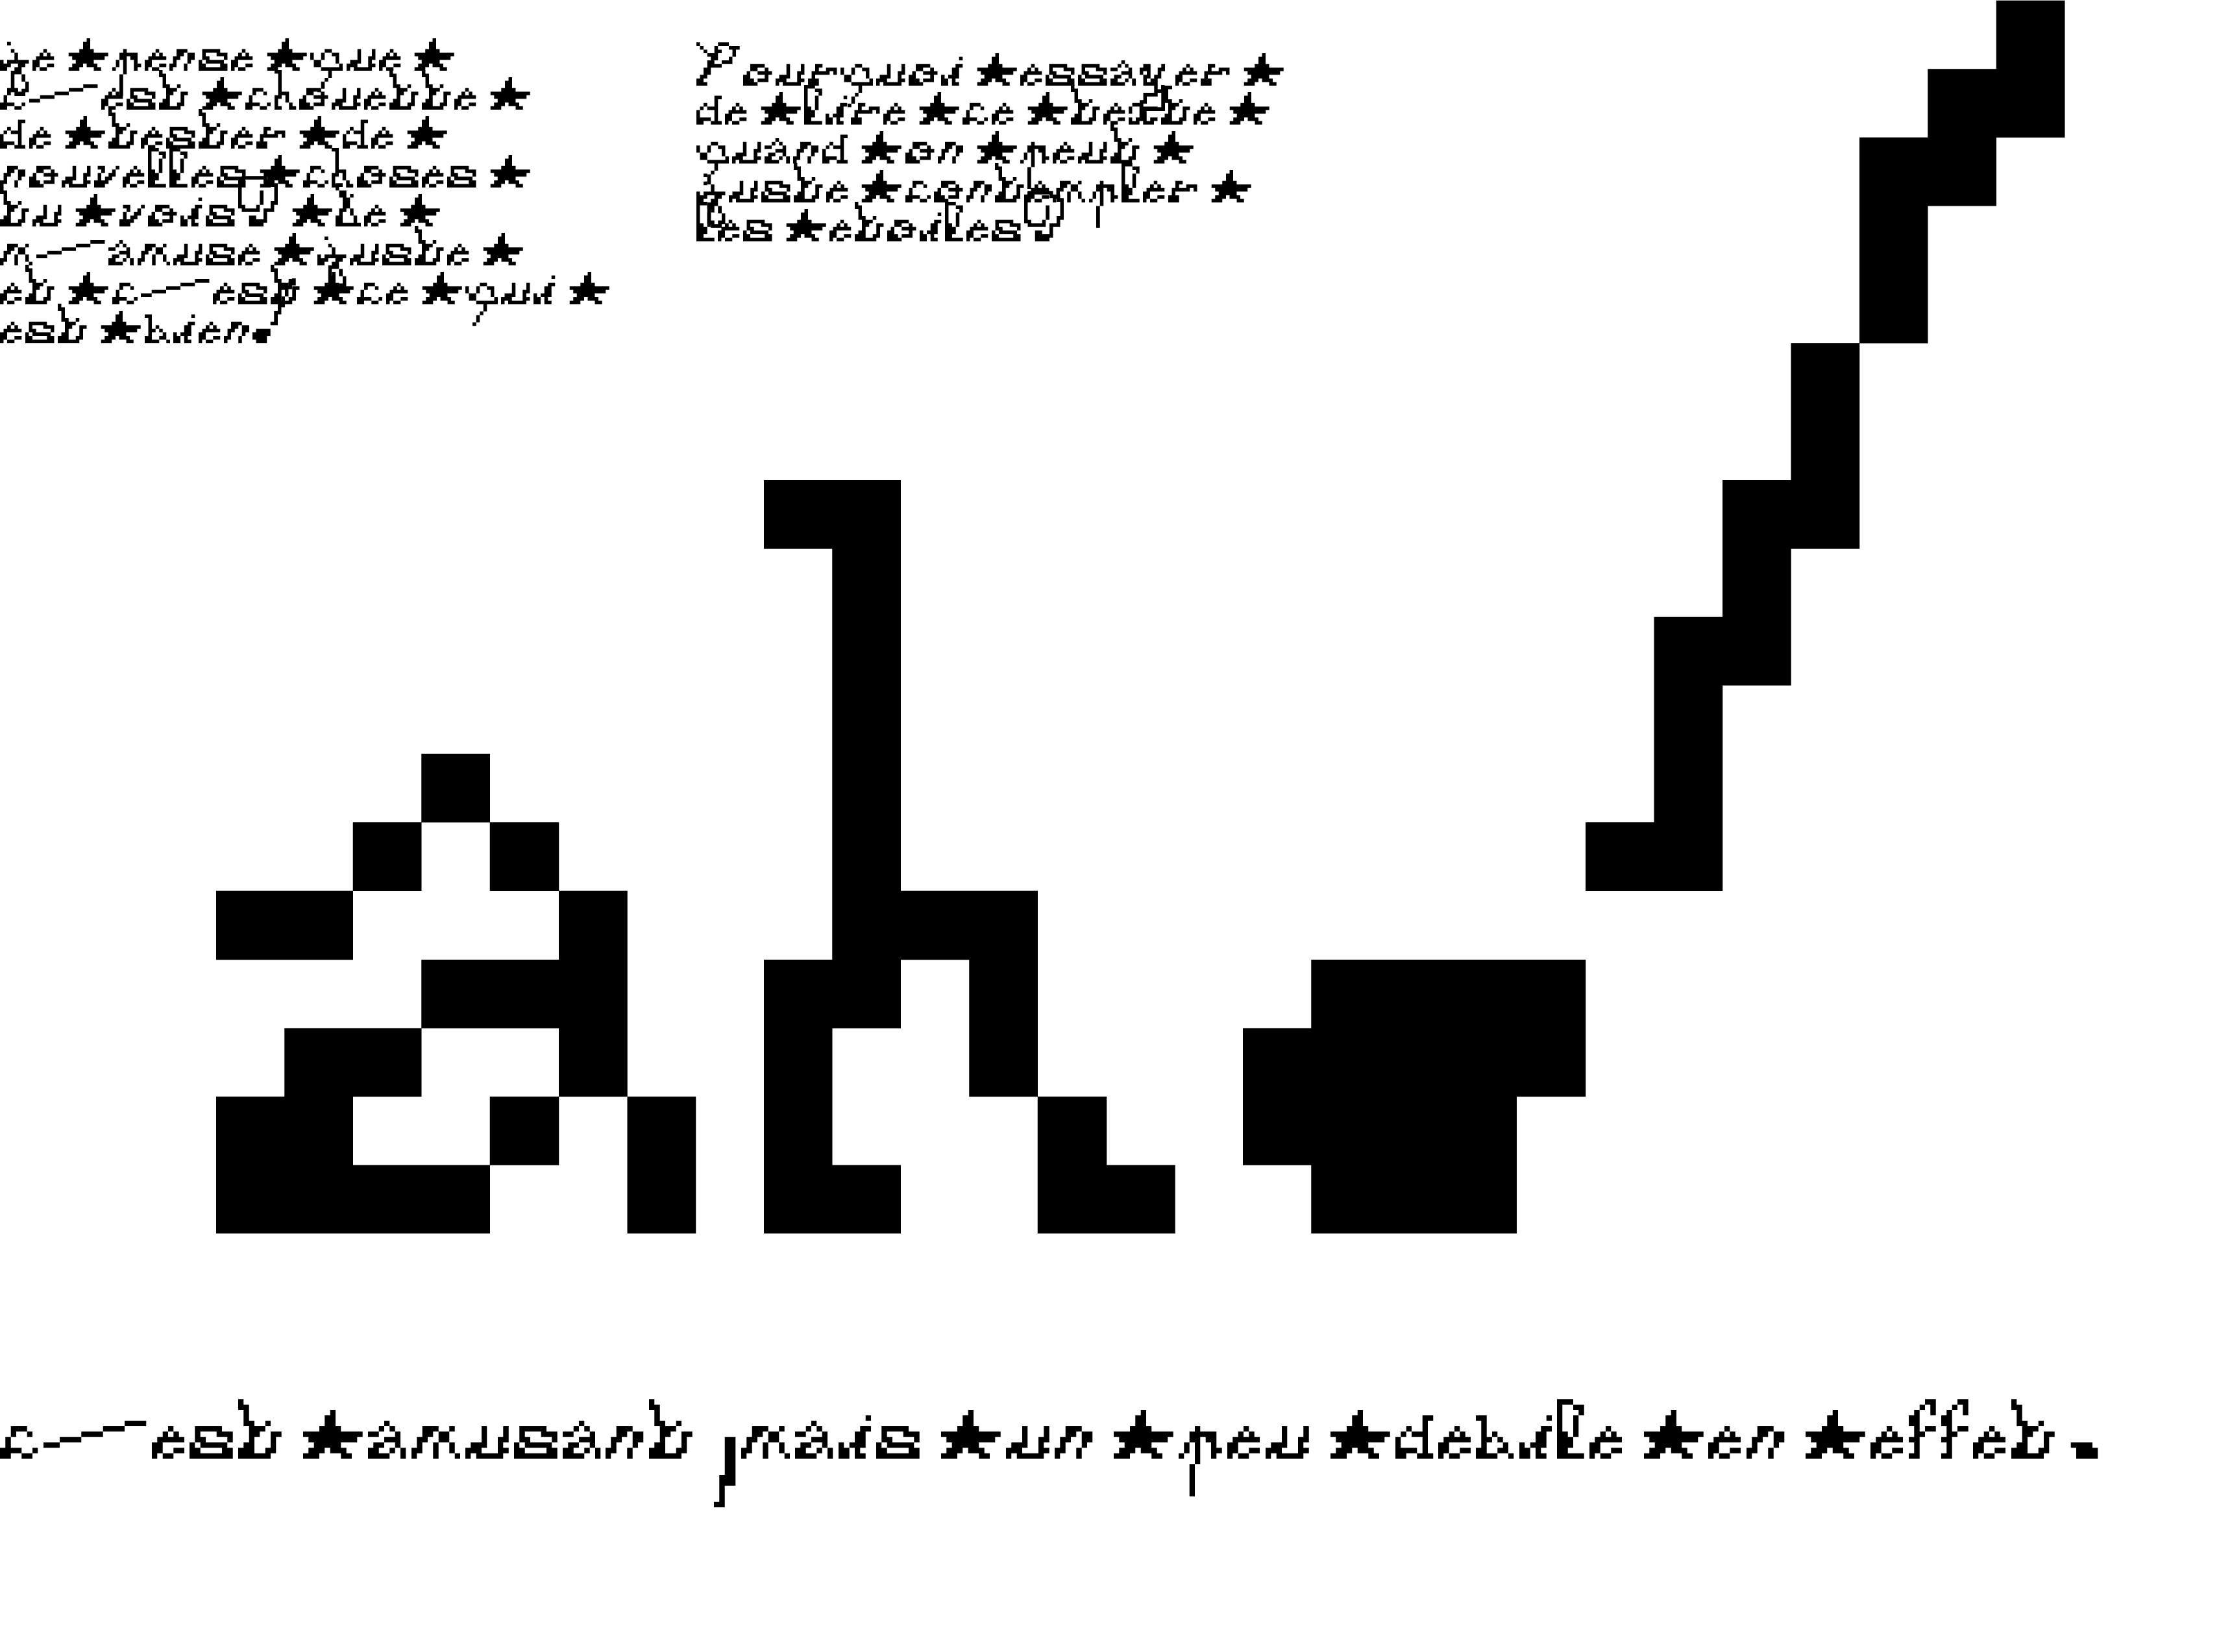 je pense que
c'est chouette
de tester de
nouvelles choses
tu vois? je
m'amuse juste
et c'est ce qui
est bien!
Pourquoi essayer
de lire ce texte
quand on peut
juste contempler
les etoiles?
ah!
c'est amusant,mais un peu debile en effet.